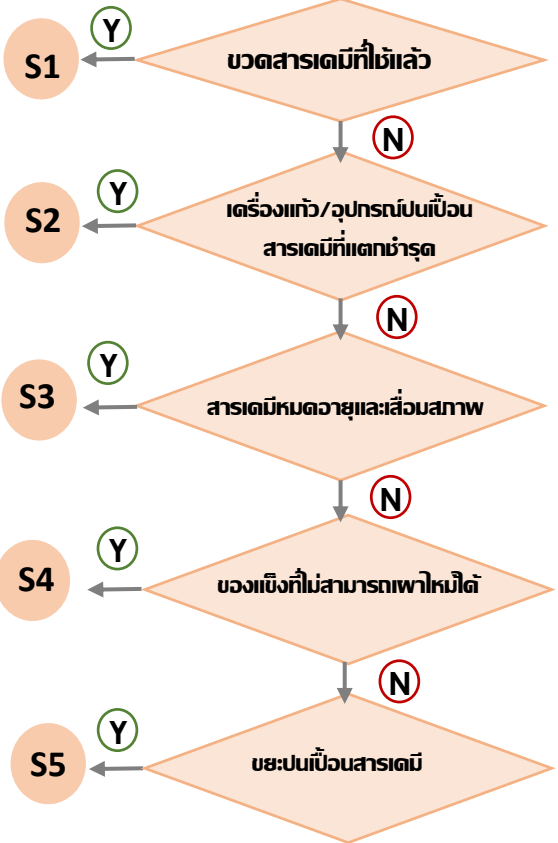 Y
S1
ขวดสารเคมีที่ใช้แล้ว
N
Y
S2
เครื่องแก้ว/อุปกรณ์ปนเปื้อน
สารเคมีที่แตกชำรุด
N
Y
S3
สารเคมีหมดอายุและเสื่อมสภาพ
N
Y
S4
ของแข็งที่ไม่สามารถเผาไหม้ได้
N
Y
S5
ขยะปนเปื้อนสารเคมี